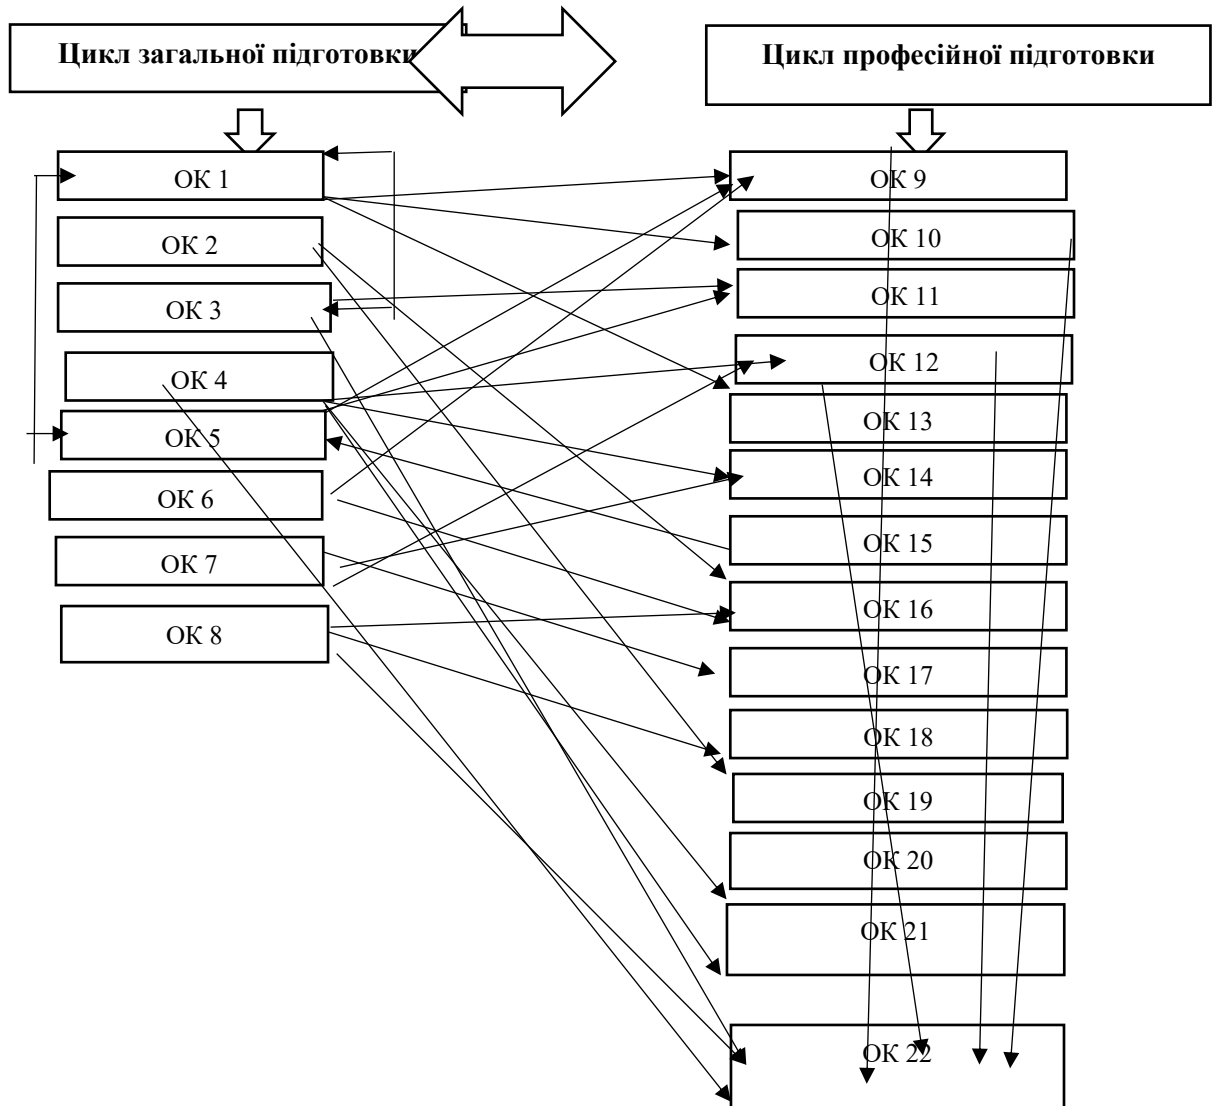 Цикл загальної підготовки
Цикл професійної підготовки
ОК 1
ОК 2
ОК 3
ОК 4
ОК 5
ОК 6
ОК 7
ОК 8
ОК 9
ОК 10
ОК 11
ОК 12
ОК 13
ОК 14
ОК 15
ОК 16
ОК 17
ОК 18
ОК 19
ОК 20
ОК 21
ОК 22